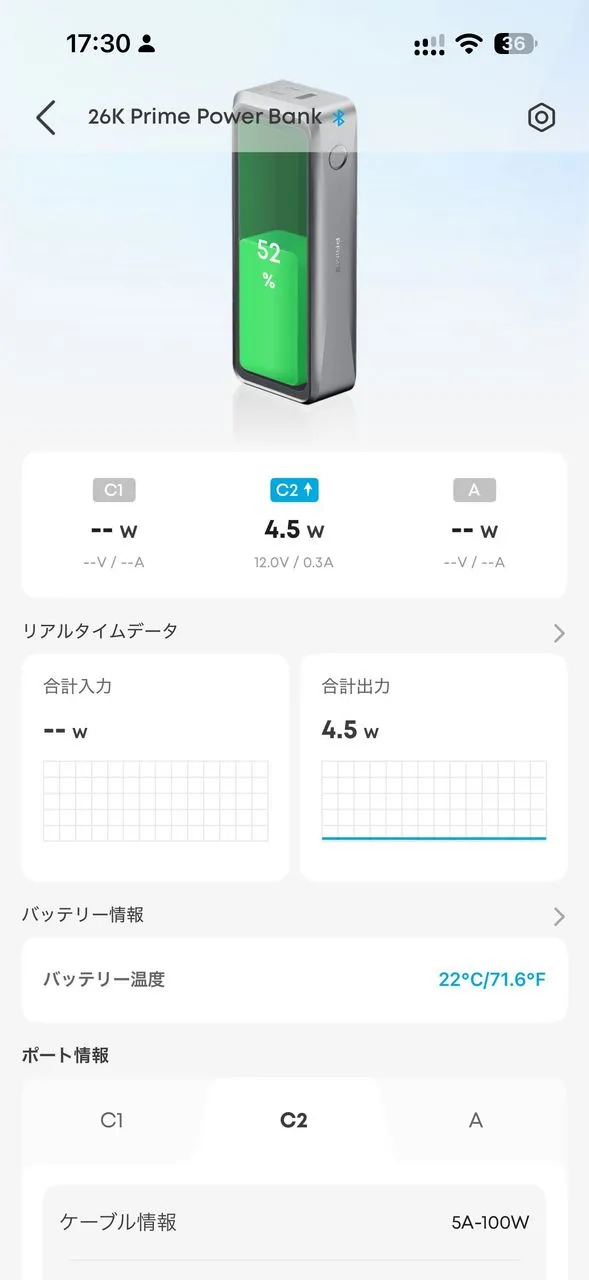 17:30
36
26K Prime Power Bank
52
%
C1 C2 A
-- W 4.5 W -- W
--V / --A 12.0V / 0.3A --V / --A
リアルタイムデータ
合計入力 合計出力
-- W 4.5 W
バッテリー情報
バッテリー温度 22°C/71.6°F
ポート情報
C1 C2 A
ケーブル情報 5A-100W